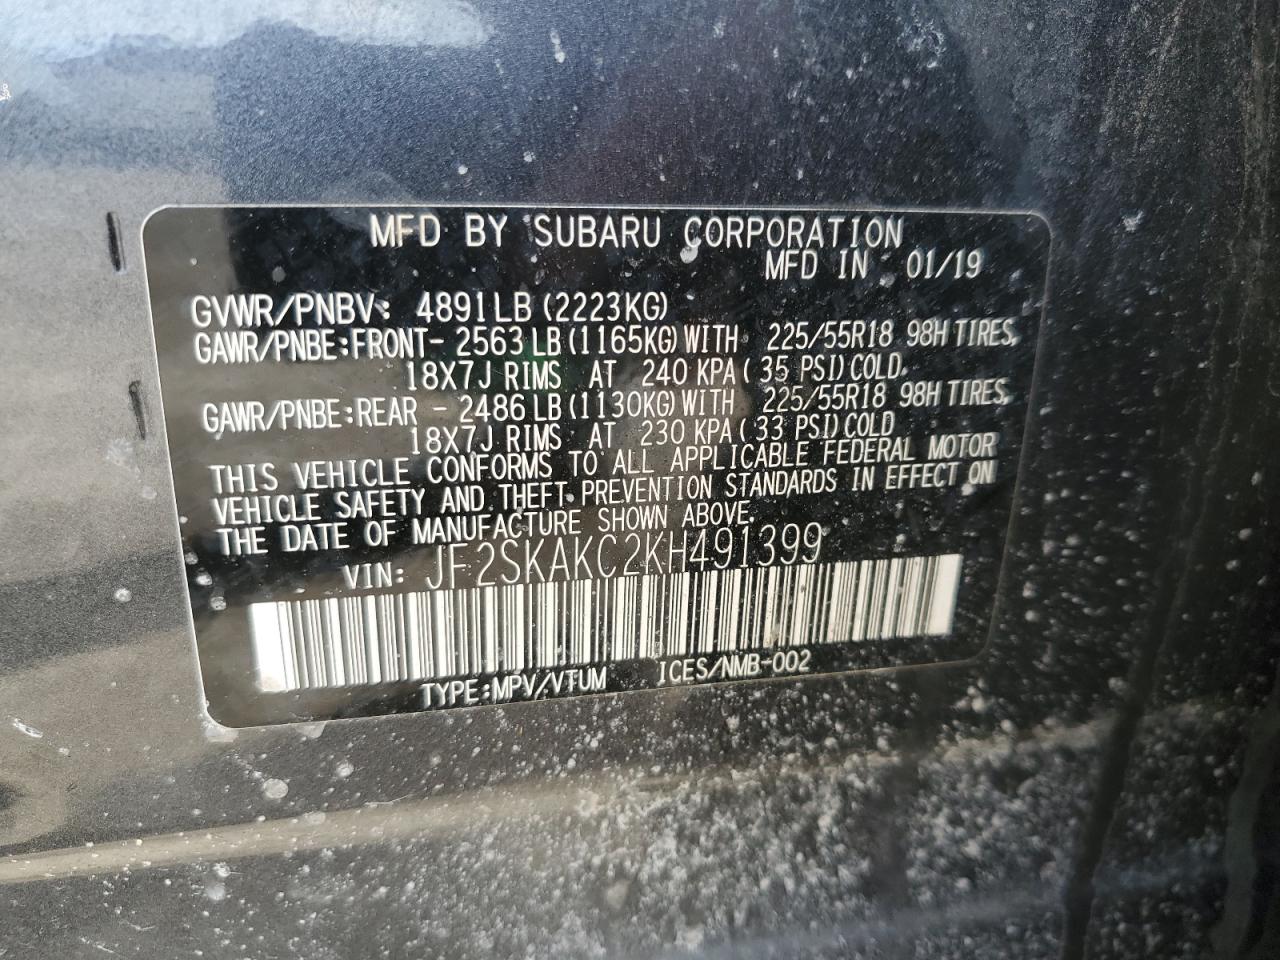 MFD BY SUBARU CORPORATION
MFD IN 01/19
GVWR/PNBV: 4891LB (2223KG)
GAWR/PNBE:FRONT- 2563 LB (1165KG) WITH 225/55R18 98H TIRES,
18X7J RIMS AT 240 KPA ( 35 PSI) COLD.
GAWR/PNBE:REAR - 2486 LB (1130KG) WITH 225/55R18 98H TIRES,
18X7J RIMS AT 230 KPA ( 33 PSI) COLD
THIS VEHICLE CONFORMS TO ALL APPLICABLE FEDERAL MOTOR
VEHICLE SAFETY AND THEFT PREVENTION STANDARDS IN EFFECT ON
THE DATE OF MANUFACTURE SHOWN ABOVE.
VIN: JF2SKAKC2KH491399
TYPE:MPV/VTUM ICES/NMB-002